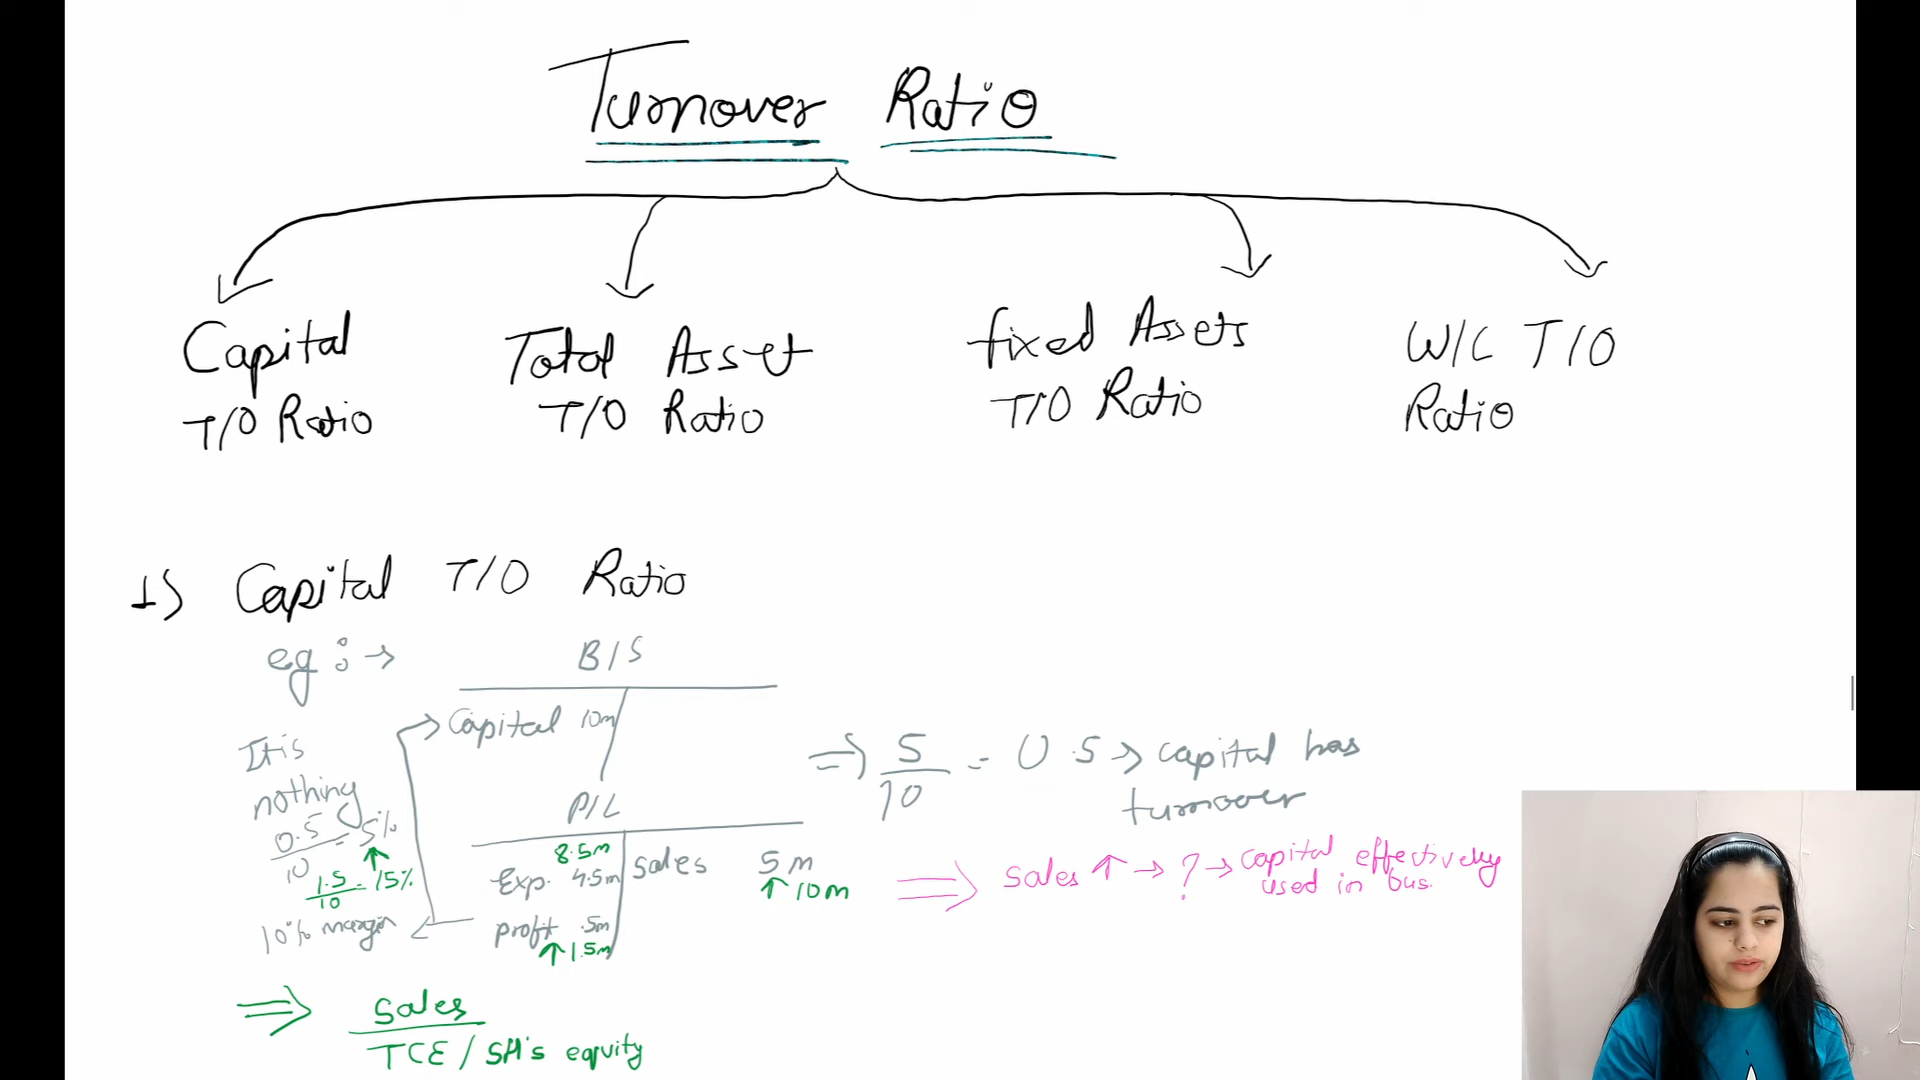 Turnover Ratio
Capital
T/O Ratio
Total Asset
T/O Ratio
fixed Assets
T/O Ratio
W/C T/O
Ratio
1) Capital T/O Ratio
eg :→
B/S
Capital 10m
It is
nothing
0.5/10 = 5%
↑
1.5/10 = 15%
10% margin
P/L
8.5m
Exp. 4.5m
sales 5m
↑ 10m
profit .5m
↑ 1.5m
⇒ 5/10 = 0.5 → capital has
turnover
⇒ sales ↑ → ? → capital effectively
used in bus.
⇒ sales
TCE / SH's equity